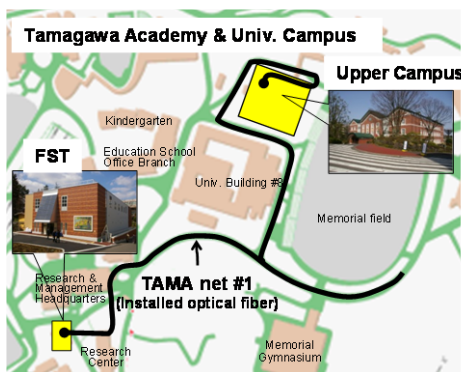 Tamagawa Academy & Univ. Campus
Upper Campus
Kindergarten
FST
Education School
Office Branch
Univ. Building #8
Memorial field
Research &
Management
Headquarters
TAMA net #1
(Installed optical fiber)
Research
Center
Memorial
Gymnasium